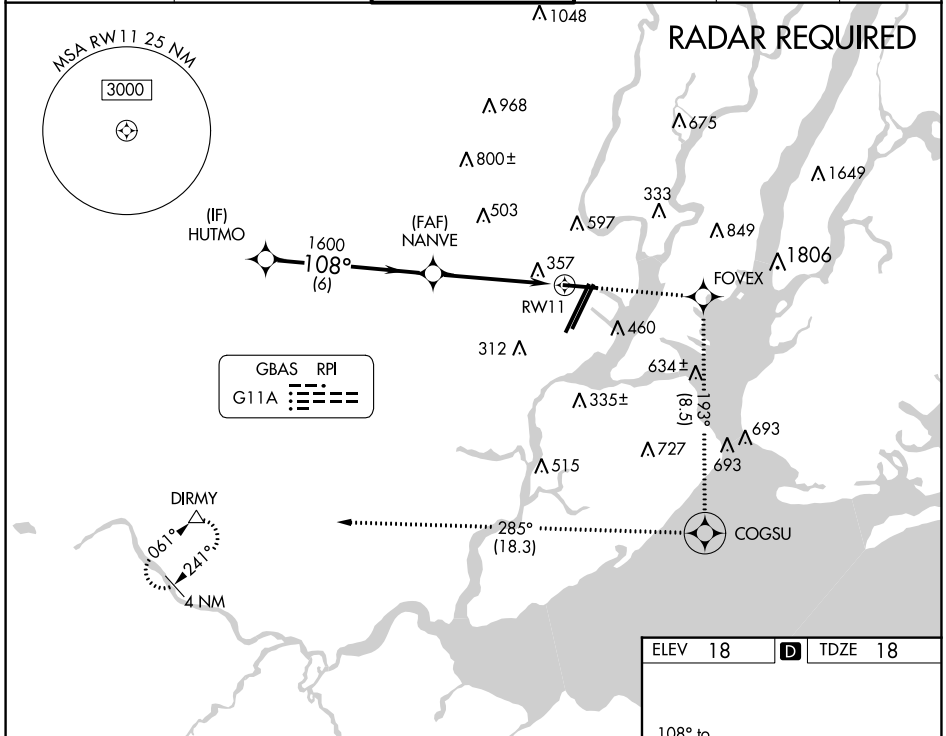 1048
RADAR REQUIRED
MSA RW11 25 NM
3000
968
675
800±
1649
333
503
597
849
(IF)
HUTMO
(FAF)
NANVE
1600
108°
(6)
357
1806
FOVEX
RW11
460
312
634±
GBAS RPI
G11A
335±
193°
(8.5)
693
727
693
515
DIRMY
285°
(18.3)
COGSU
061°
241°
4 NM
ELEV 18 D TDZE 18
108° to